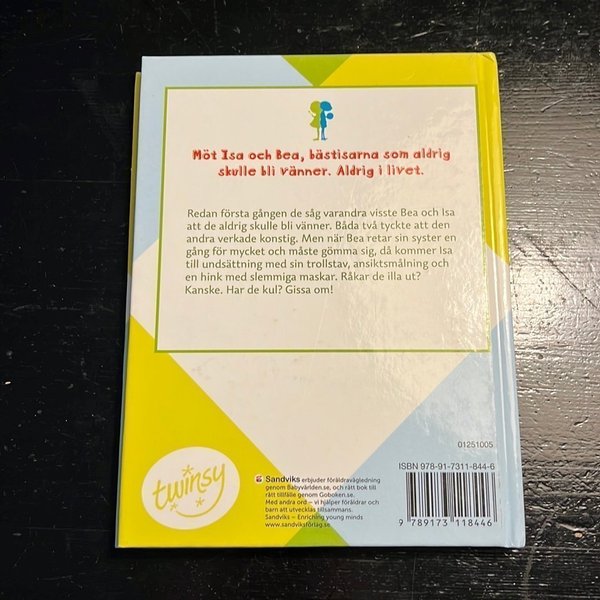 Möt Isa och Bea, bästisarna som aldrig
skulle bli vänner. Aldrig i livet.
Redan första gången de såg varandra visste Bea och Isa
att de aldrig skulle bli vänner. Båda två tyckte att den
andra verkade konstig. Men när Bea retar sin syster en
gång för mycket och måste gömma sig, då kommer Isa
till undsättning med sin trollstav, ansiktsmålning och
en hink med slemmiga maskar. Råkar de illa ut?
Kanske. Har de kul? Gissa om!
01251005
ISBN 978-91-7311-844-6
twinsy
Sandviks erbjuder föräldravägledning
genom Babyvärlden.se, och rätt bok till
rätt tillfälle genom Goboken.se.
Med andra ord – vi hjälper föräldrar och
barn att utvecklas tillsammans.
Sandviks – Enriching young minds.
www.sandviksförlag.se
9 789173 118446